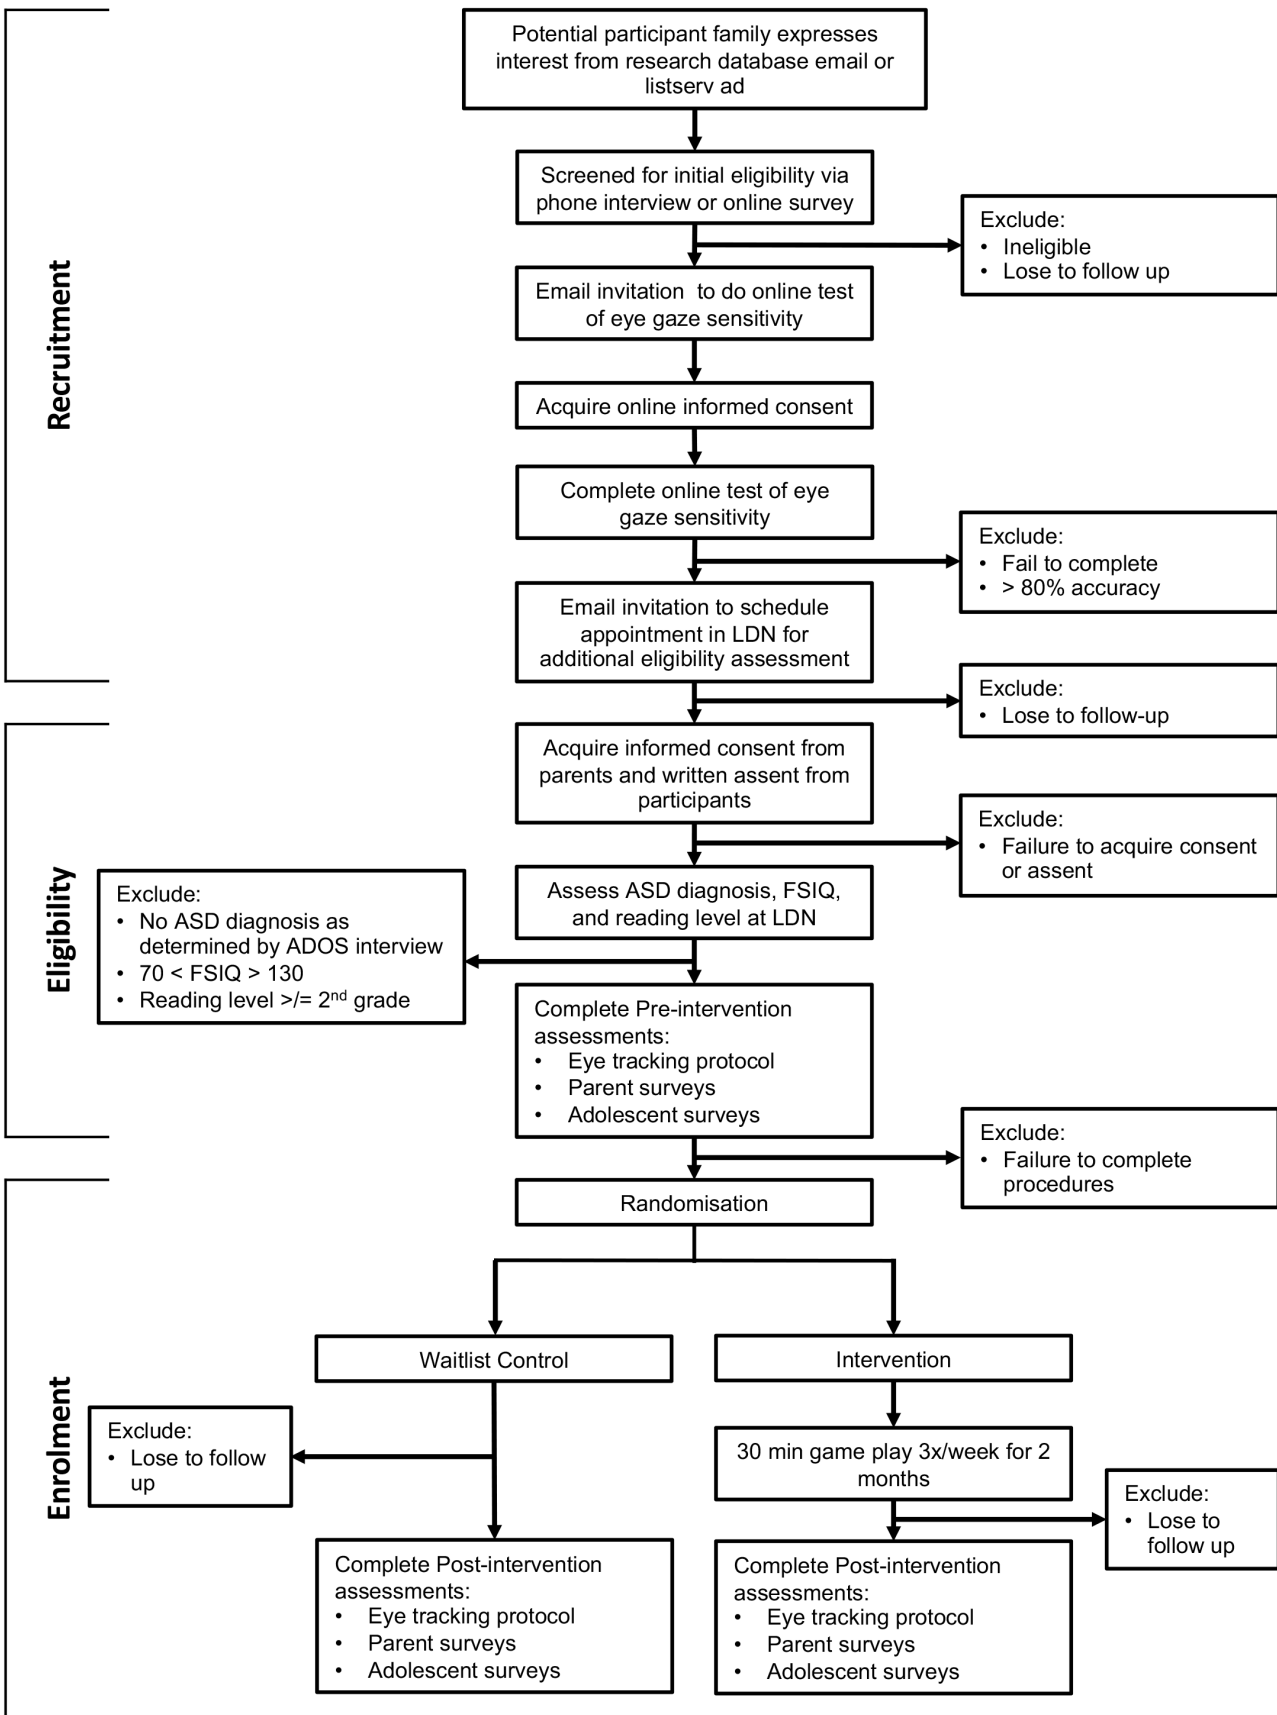 Potential participant family expresses
interest from research database email or
listserv ad
Screened for initial eligibility via
phone interview or online survey
Exclude:
• Ineligible
• Lose to follow up
Email invitation to do online test
of eye gaze sensitivity
Recruitment
Acquire online informed consent
Complete online test of eye
gaze sensitivity
Exclude:
• Fail to complete
• > 80% accuracy
Email invitation to schedule
appointment in LDN for
additional eligibility assessment
Exclude:
• Lose to follow-up
Acquire informed consent from
parents and written assent from
participants
Exclude:
• Failure to acquire consent
or assent
Eligibility
Assess ASD diagnosis, FSIQ,
and reading level at LDN
Exclude:
• No ASD diagnosis as
determined by ADOS interview
• 70 < FSIQ > 130
• Reading level >/= 2nd grade
Complete Pre-intervention
assessments:
• Eye tracking protocol
• Parent surveys
• Adolescent surveys
Exclude:
• Failure to complete
procedures
Randomisation
Waitlist Control
Intervention
Enrolment
Exclude:
• Lose to follow
up
30 min game play 3x/week for 2
months
Exclude:
• Lose to
follow up
Complete Post-intervention
assessments:
• Eye tracking protocol
• Parent surveys
• Adolescent surveys
Complete Post-intervention
assessments:
• Eye tracking protocol
• Parent surveys
• Adolescent surveys